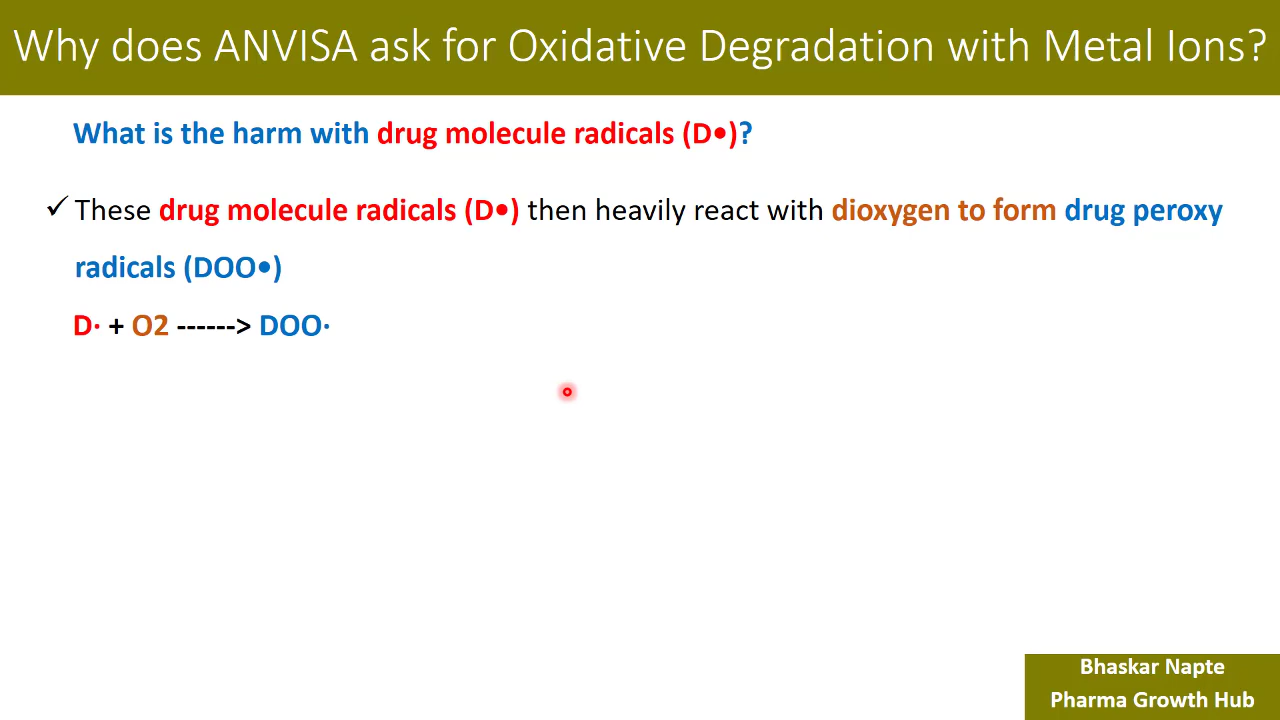 Why does ANVISA ask for Oxidative Degradation with Metal Ions?
What is the harm with drug molecule radicals (D•)?
✓ These drug molecule radicals (D•) then heavily react with dioxygen to form drug peroxy
radicals (DOO•)
D· + O2 ------> DOO·
Bhaskar Napte
Pharma Growth Hub